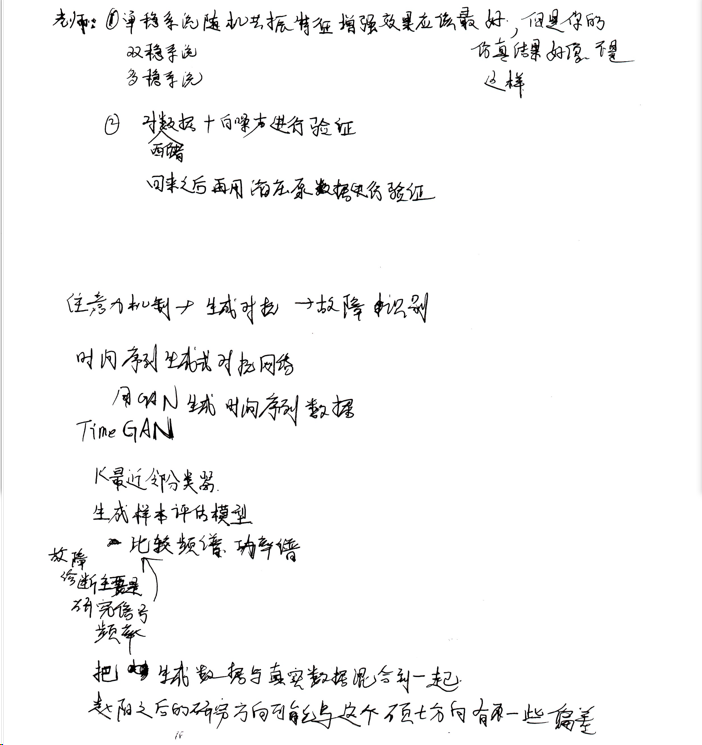 老师：①单稳系统随机共振特征增强效果应该最好，但是你的
双稳系统 仿真结果好像不是
多稳系统 这样
② 对数据+白噪声进行验证
西储
回来之后再用 原数据进行验证
注意力机制+生成对抗→故障识别
时间序列生成式对抗网络
用GAN生成时间序列数据
Time GAN
K最近邻分类器.
生成样本评估模型
比较频谱、功率谱
故障
诊断主要是
研究信号
频率
把 生成数据与真实数据混合到一起.
之后的研究方向可能与这个硕士方向有一些偏差